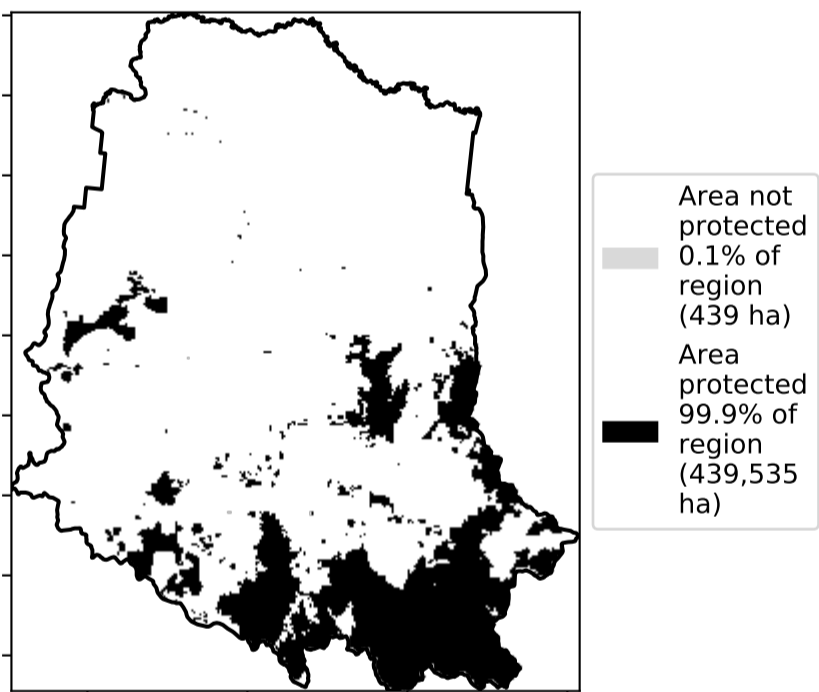 Area not
protected
0.1% of
region
(439 ha)
Area
protected
99.9% of
region
(439,535
ha)